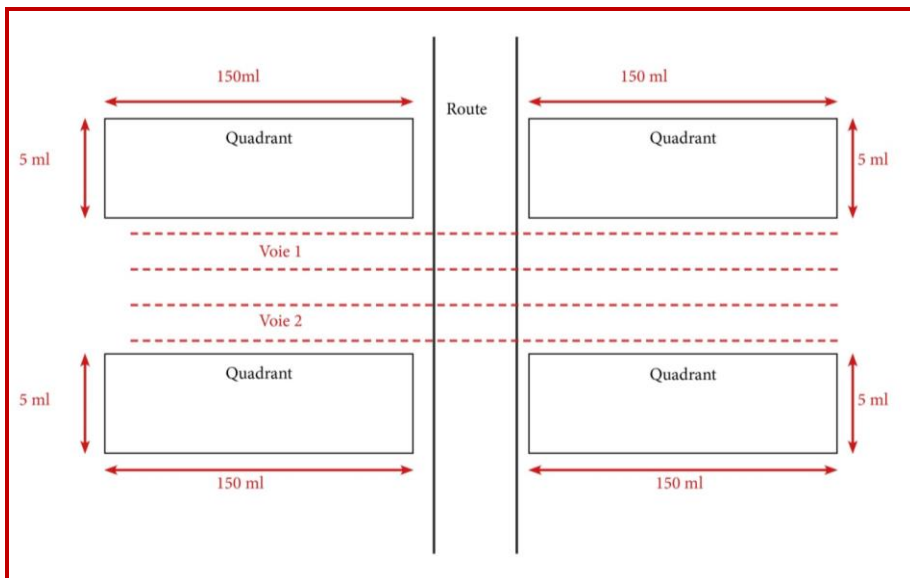 150ml
150 ml
Route
Quadrant
Quadrant
5 ml
5 ml
Voie 1
Voie 2
Quadrant
Quadrant
5 ml
5 ml
150 ml
150 ml